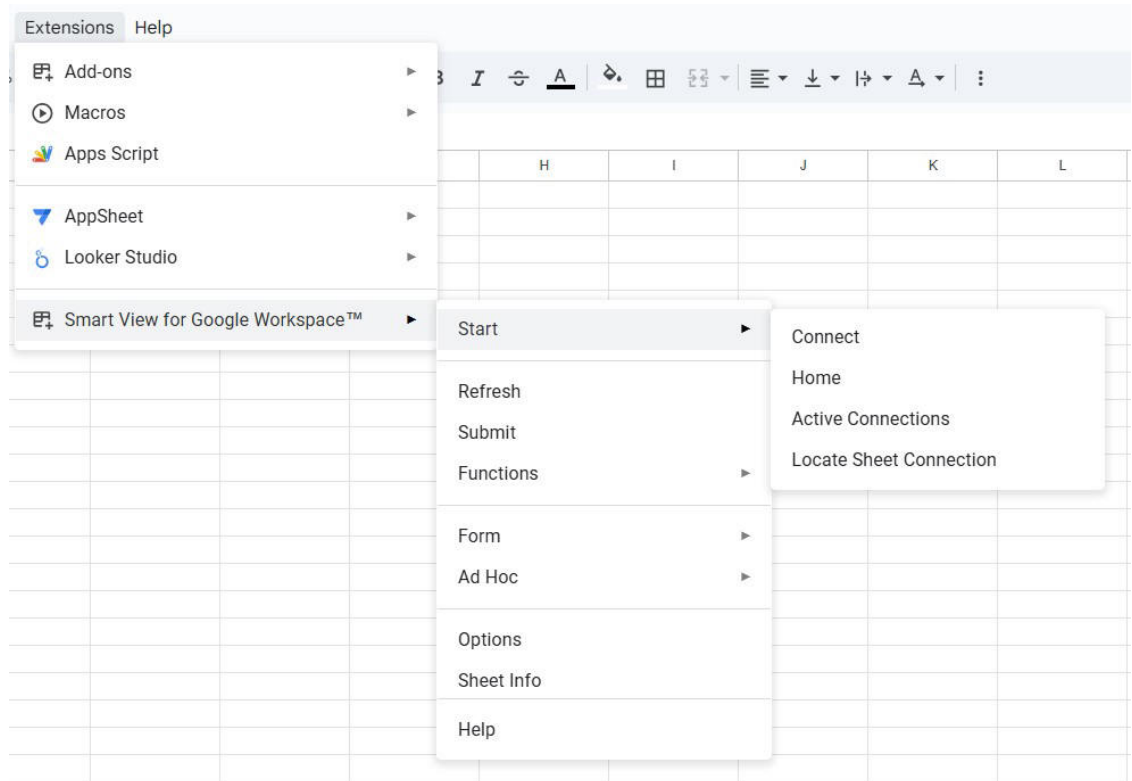 Extensions Help
Add-ons
Macros
Apps Script
AppSheet
Looker Studio
Smart View for Google Workspace™
I S A A
H I J K L
Start
Refresh
Submit
Functions
Form
Ad Hoc
Options
Sheet Info
Help
Connect
Home
Active Connections
Locate Sheet Connection